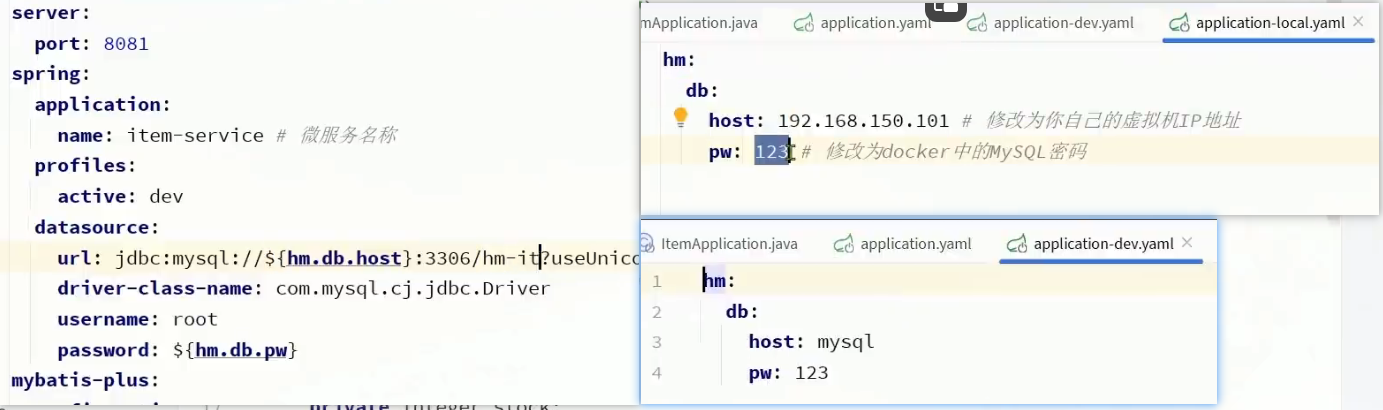 server:
port: 8081
spring:
application:
name: item-service # 微服务名称
profiles:
active: dev
datasource:
url: jdbc:mysql://${hm.db.host}:3306/hm-it?useUnico
driver-class-name: com.mysql.cj.jdbc.Driver
username: root
password: ${hm.db.pw}
mybatis-plus:
private Integer stock;
mApplication.java application.yaml application-dev.yaml application-local.yaml
hm:
db:
host: 192.168.150.101 # 修改为你自己的虚拟机IP地址
pw: 123 # 修改为docker中的MySQL密码
ItemApplication.java application.yaml application-dev.yaml
1 hm:
2 db:
3 host: mysql
4 pw: 123